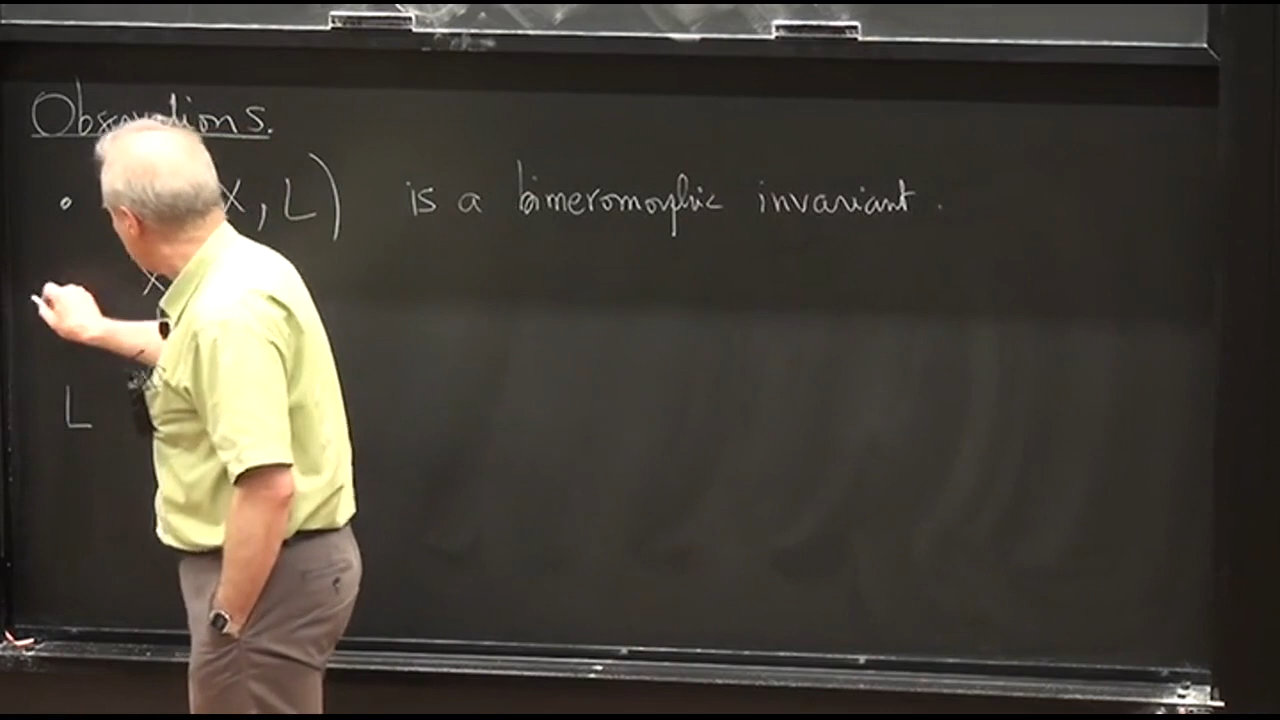 Observations.
• X, L) is a bimeromorphic invariant.
X
L